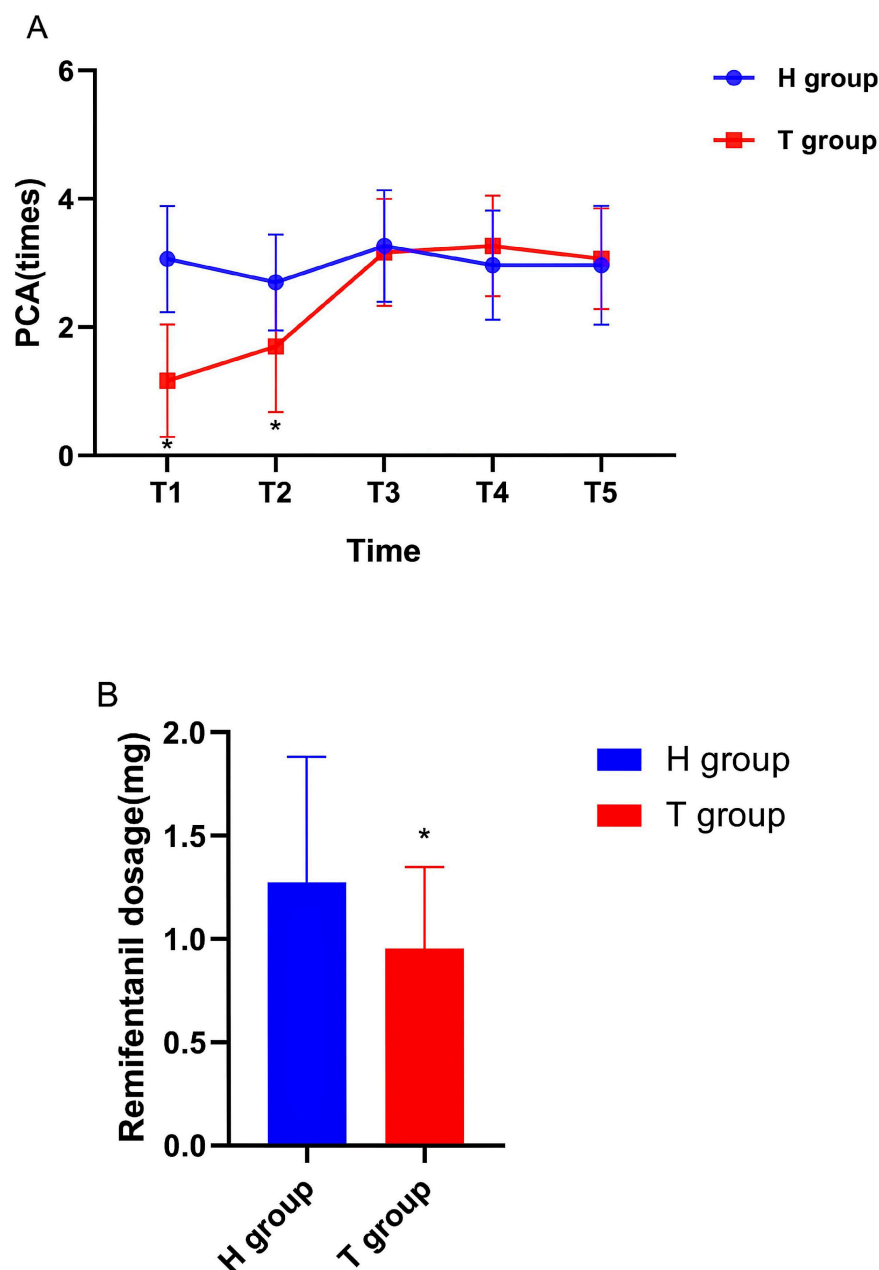 A
H group
T group
6
4
2
0
PCA(times)
*
*
T1 T2 T3 T4 T5
Time
B
H group
T group
2.0
1.5
1.0
0.5
0.0
Remifentanil dosage(mg)
*
H group
T group